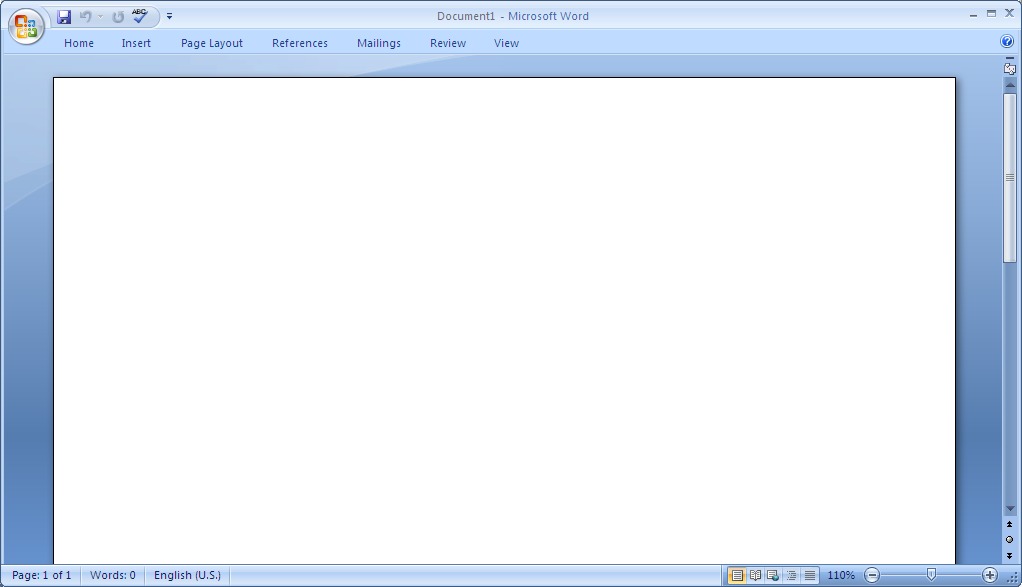 ABC
Document1 - Microsoft Word
Home Insert Page Layout References Mailings Review View
Page: 1 of 1 Words: 0 English (U.S.) 110%